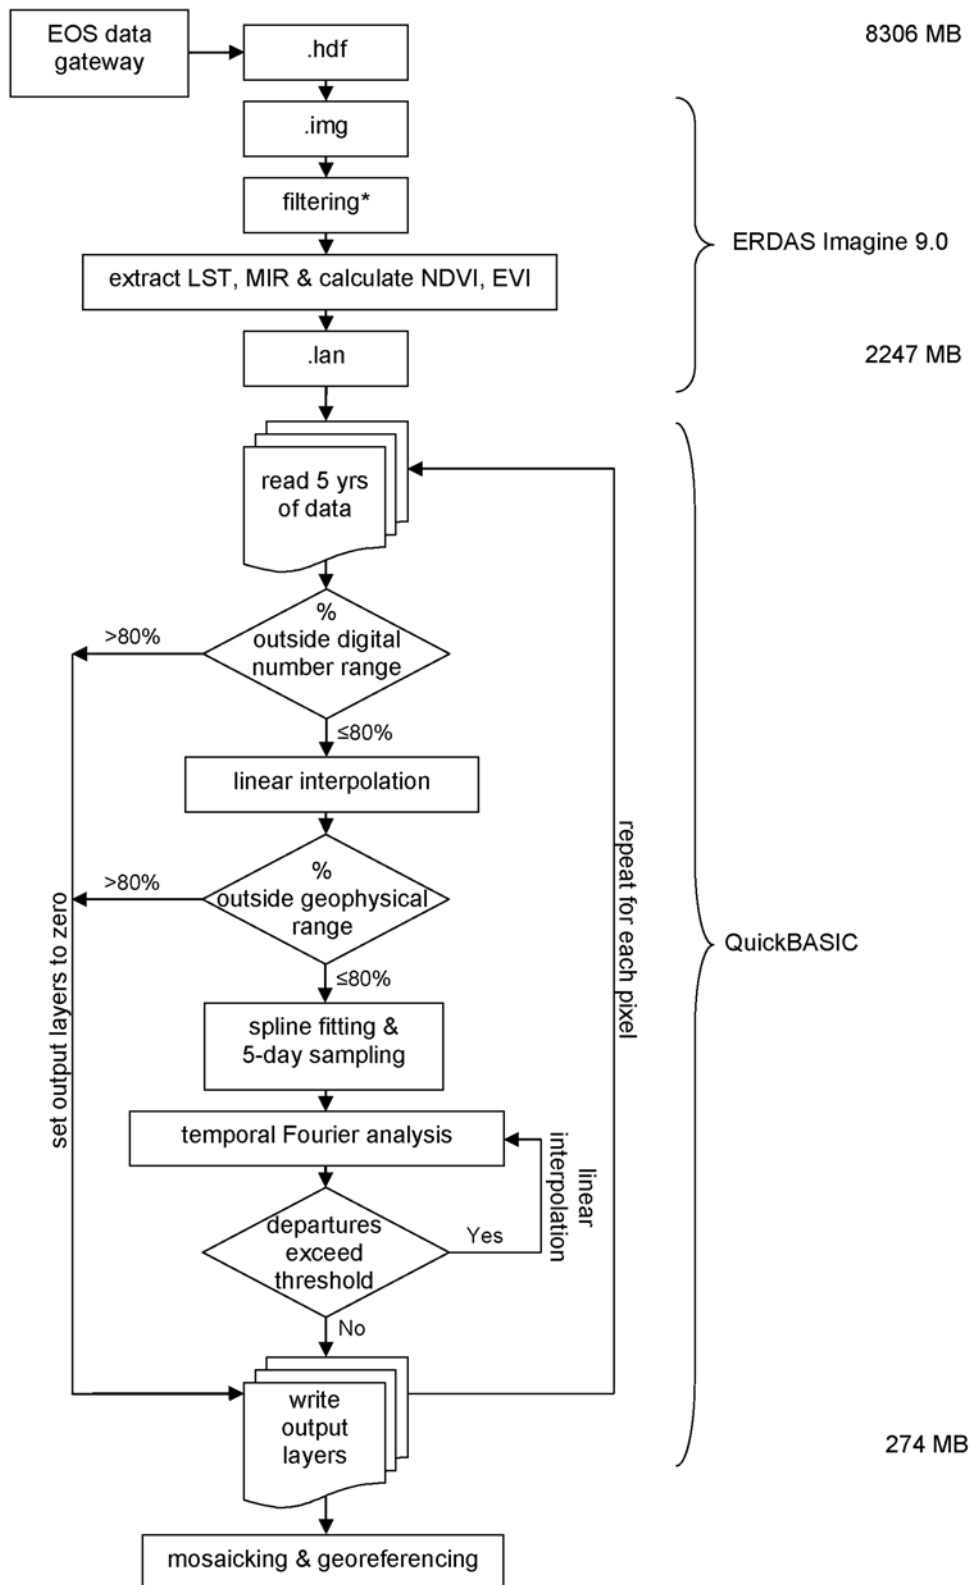 EOS data
gateway
.hdf
8306 MB
.img
filtering*
ERDAS Imagine 9.0
extract LST, MIR & calculate NDVI, EVI
.lan
2247 MB
read 5 yrs
of data
%
outside digital
number range
>80%
≤80%
linear interpolation
%
outside geophysical
range
>80%
≤80%
set output layers to zero
repeat for each pixel
QuickBASIC
spline fitting &
5-day sampling
temporal Fourier analysis
linear
interpolation
departures
exceed
threshold
Yes
No
write
output
layers
274 MB
mosaicking & georeferencing